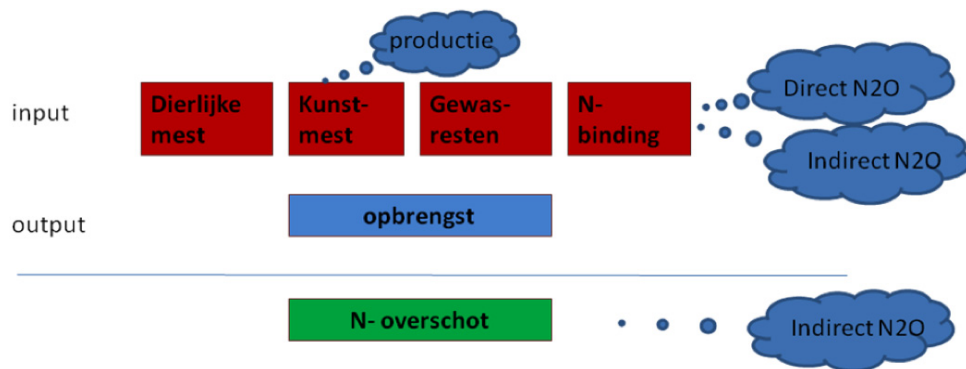 productie
input
Dierlijke
mest
Kunst-
mest
Gewas-
resten
N-
binding
Direct N2O
Indirect N2O
output
opbrengst
N- overschot
Indirect N2O